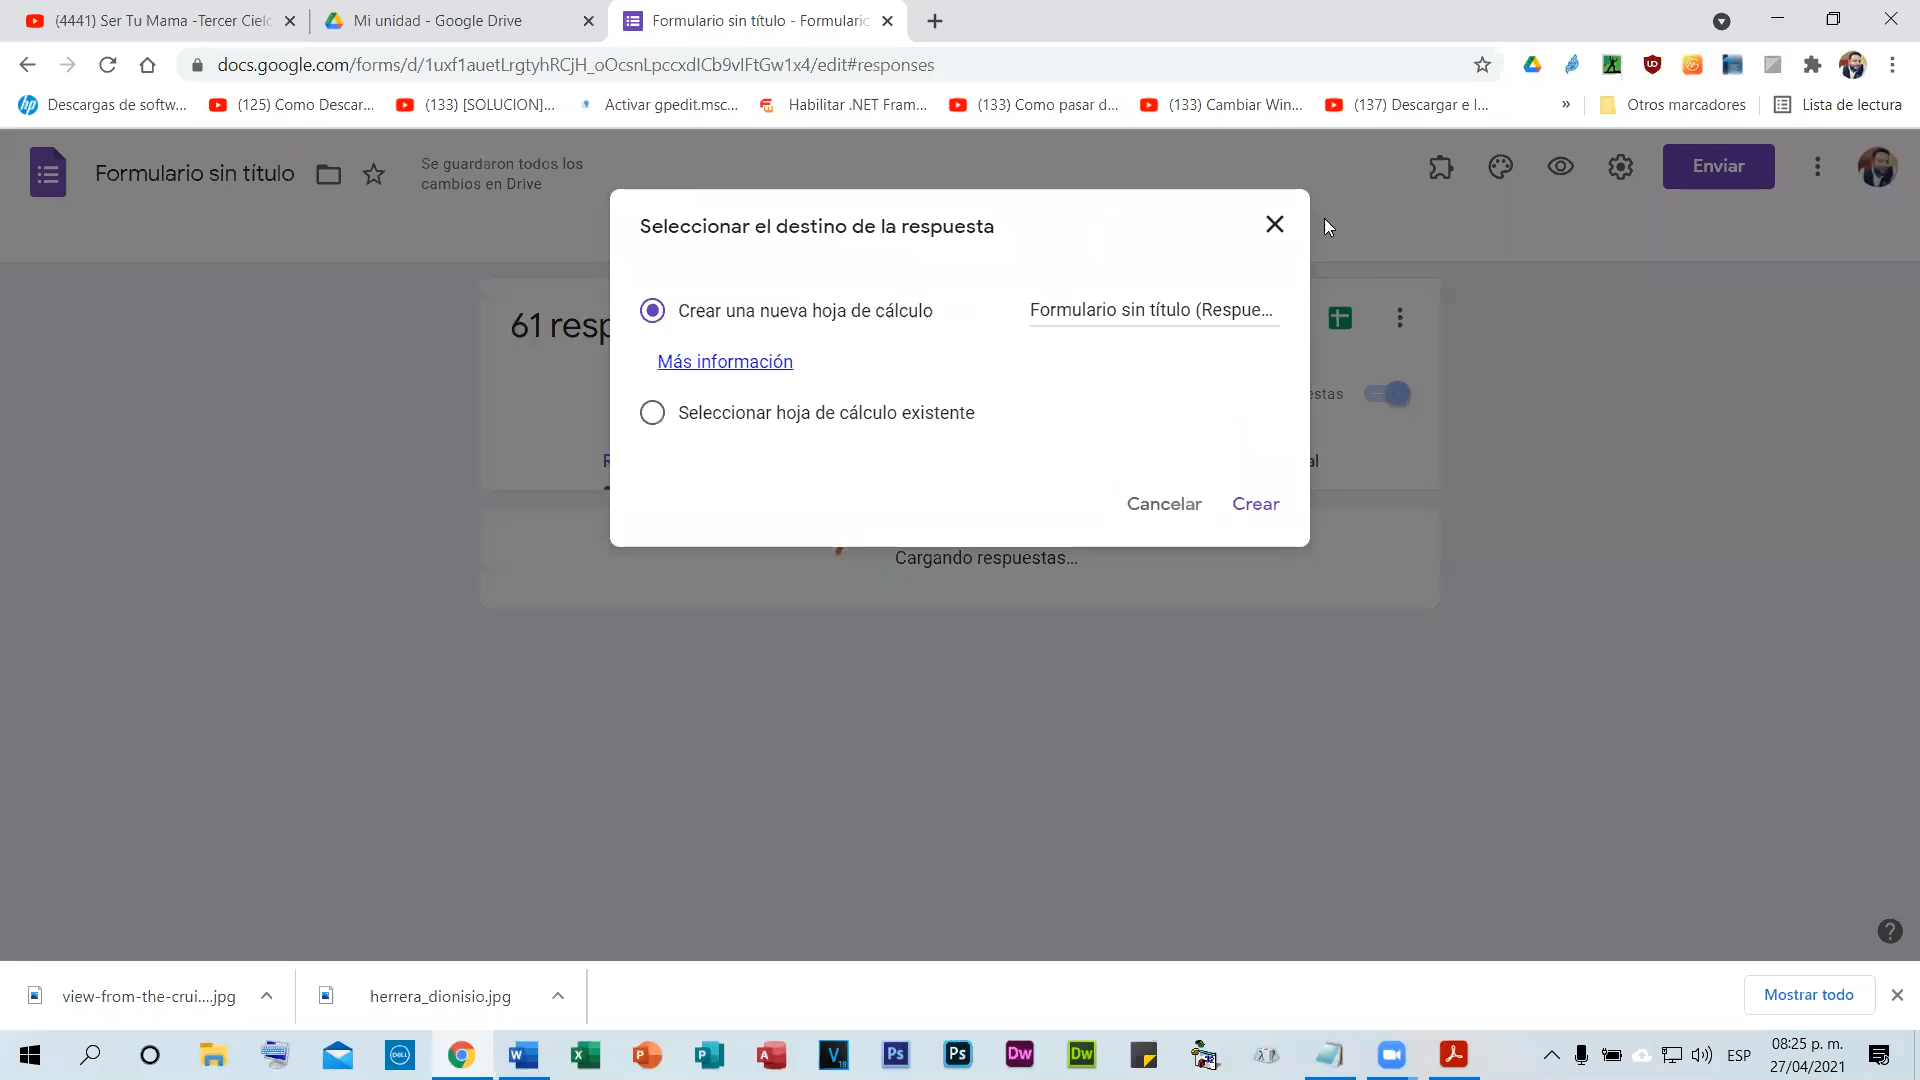 (4441) Ser Tu Mama -Tercer Cielo
Mi unidad - Google Drive
Formulario sin título - Formulario
docs.google.com/forms/d/1uxf1auetLrgtyhRCjH_oOcsnLpccxdICb9vIFtGw1x4/edit#responses
Descargas de softw...
(125) Como Descar...
(133) [SOLUCION]...
Activar gpedit.msc...
Habilitar .NET Fram...
(133) Como pasar d...
(133) Cambiar Win...
(137) Descargar e I...
»
Otros marcadores
Lista de lectura
Formulario sin título
Se guardaron todos los
cambios en Drive
Enviar
Seleccionar el destino de la respuesta
Crear una nueva hoja de cálculo
Formulario sin título (Respue...
61 resp
Más información
estas
Seleccionar hoja de cálculo existente
al
Cancelar
Crear
Cargando respuestas...
view-from-the-crui....jpg
herrera_dionisio.jpg
Mostrar todo
ESP
08:25 p. m.
27/04/2021